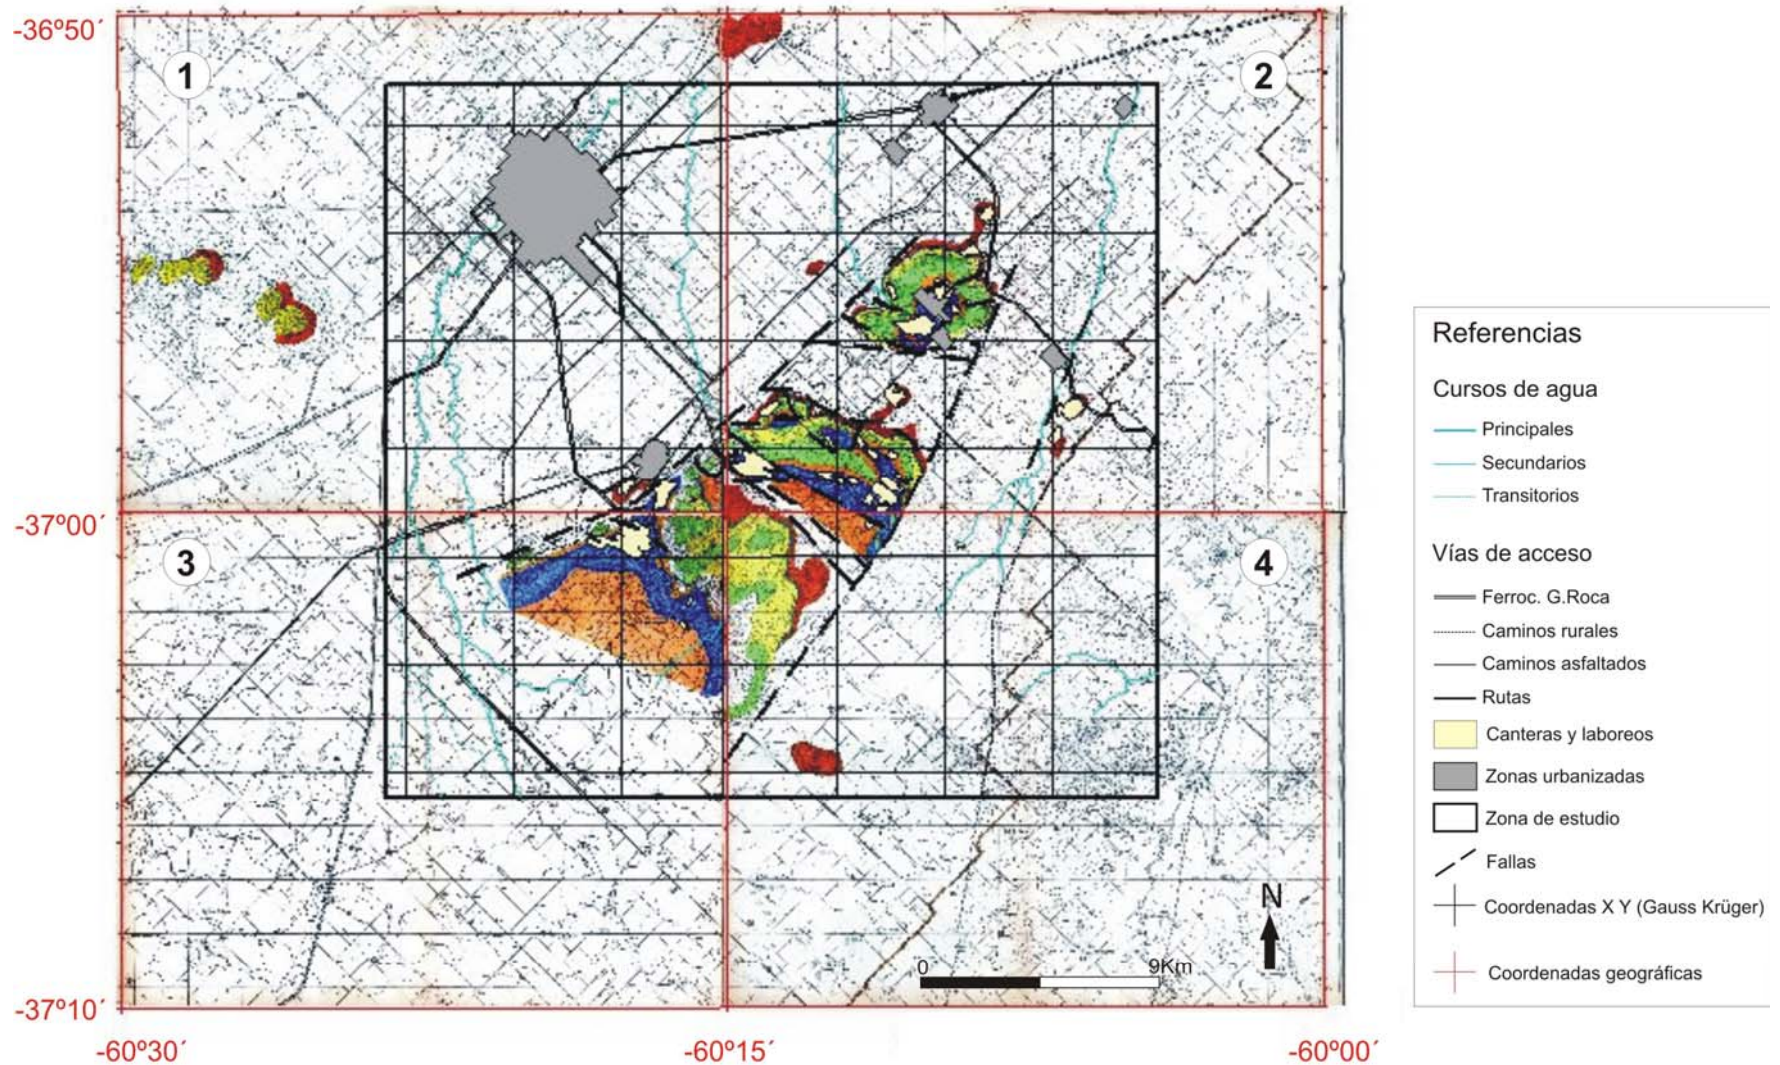 -36º50´
1
2
-37º00´
3
4
N
0
9Km
-37º10´
-60º30´
-60º15´
-60º00´
Referencias
Cursos de agua
Principales
Secundarios
Transitorios
Vías de acceso
Ferroc. G.Roca
Caminos rurales
Caminos asfaltados
Rutas
Canteras y laboreos
Zonas urbanizadas
Zona de estudio
Fallas
Coordenadas X Y (Gauss Krüger)
Coordenadas geográficas